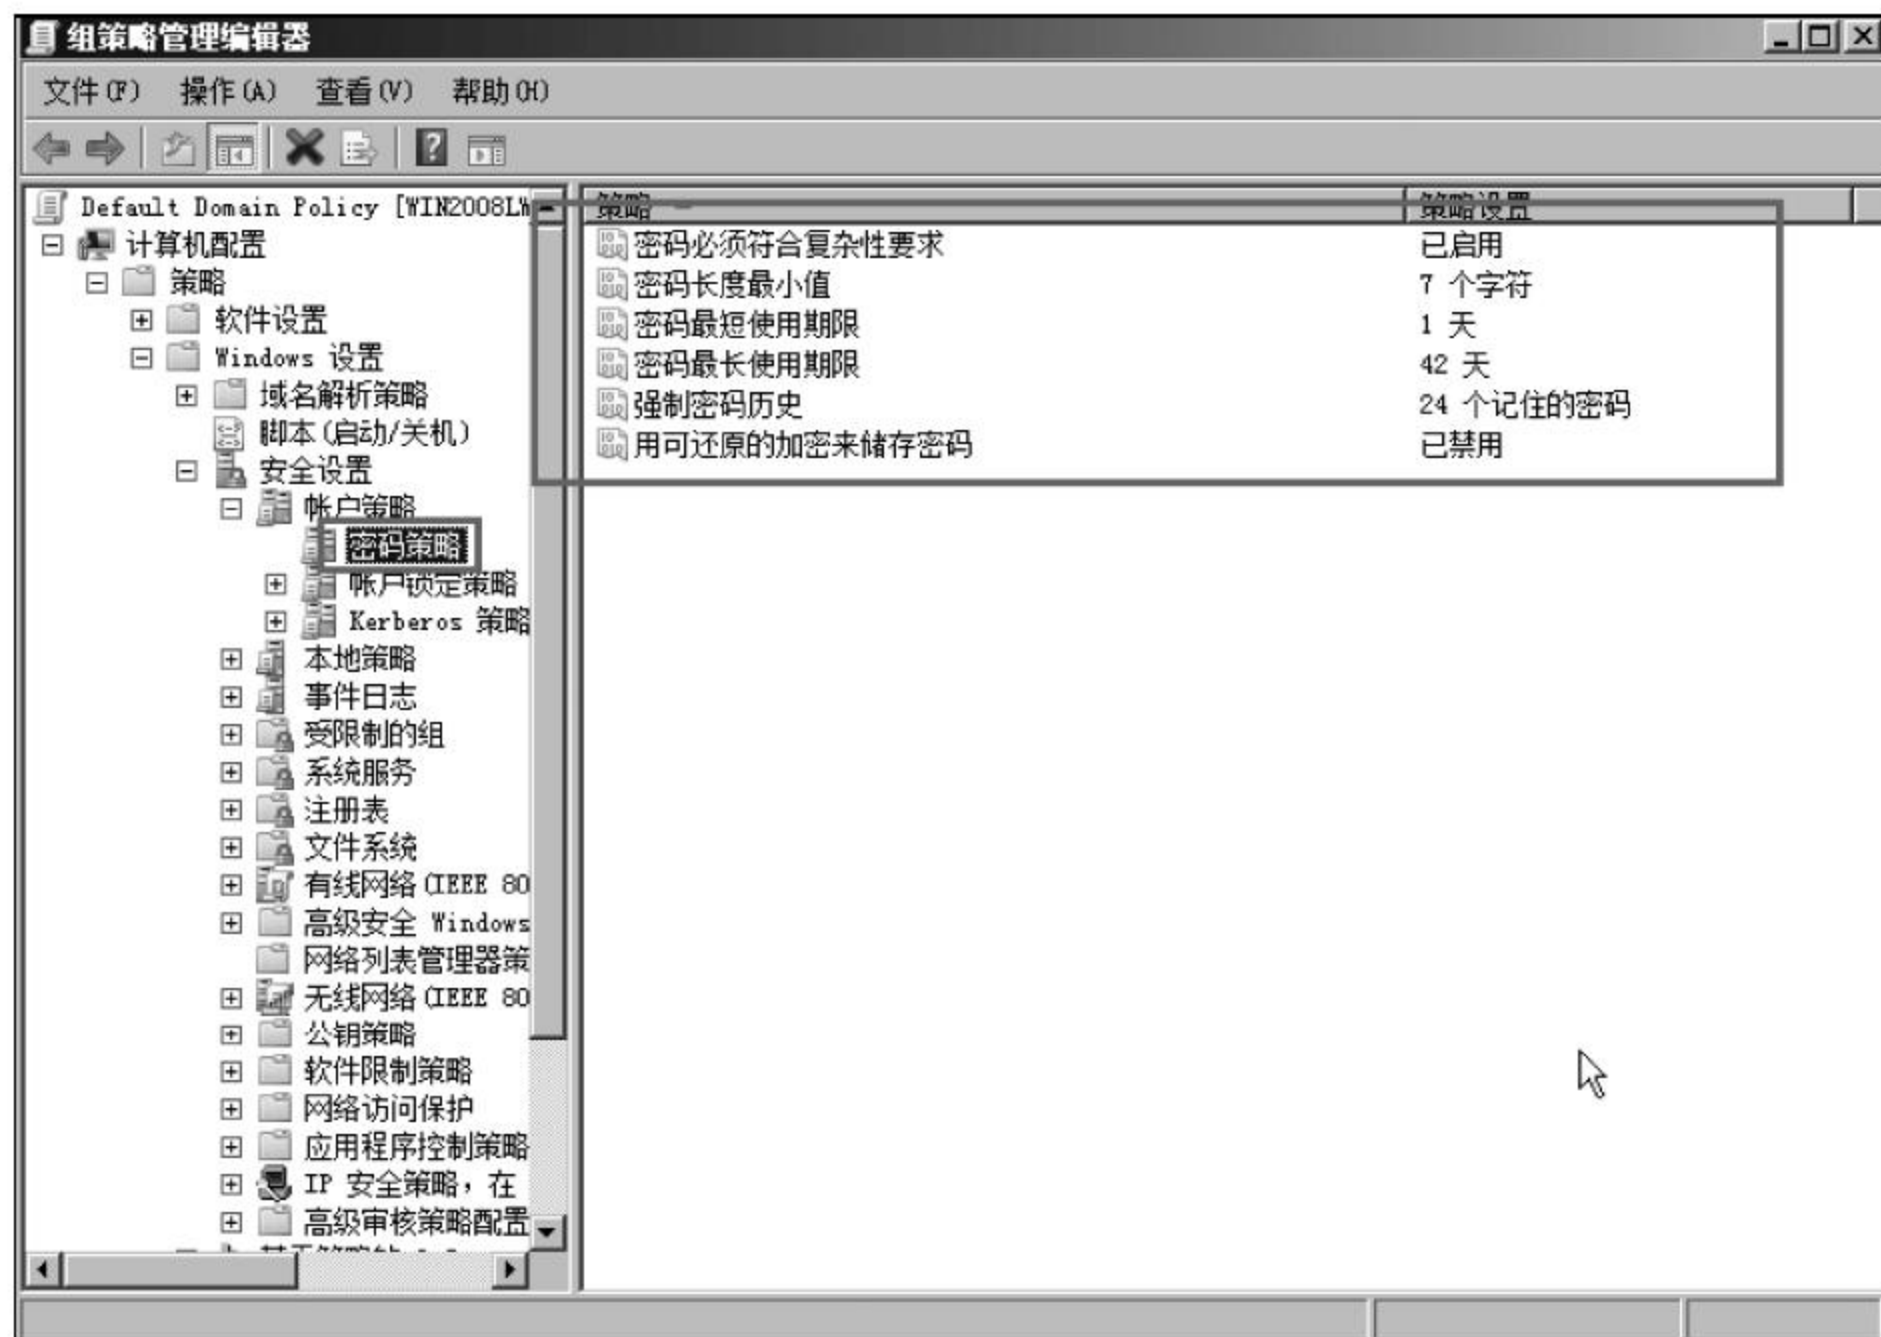 组策略管理编辑器
文件(F) 操作(A) 查看(V) 帮助(H)
Default Domain Policy [WIN2008LW
计算机配置
策略
软件设置
Windows 设置
域名解析策略
脚本(启动/关机)
安全设置
帐户策略
密码策略
帐户锁定策略
Kerberos 策略
本地策略
事件日志
受限制的组
系统服务
注册表
文件系统
有线网络(IEEE 80
高级安全 Windows
网络列表管理器策
无线网络(IEEE 80
公钥策略
软件限制策略
网络访问保护
应用程序控制策略
IP 安全策略，在
高级审核策略配置
策略 策略设置
密码必须符合复杂性要求 已启用
密码长度最小值 7 个字符
密码最短使用期限 1 天
密码最长使用期限 42 天
强制密码历史 24 个记住的密码
用可还原的加密来储存密码 已禁用